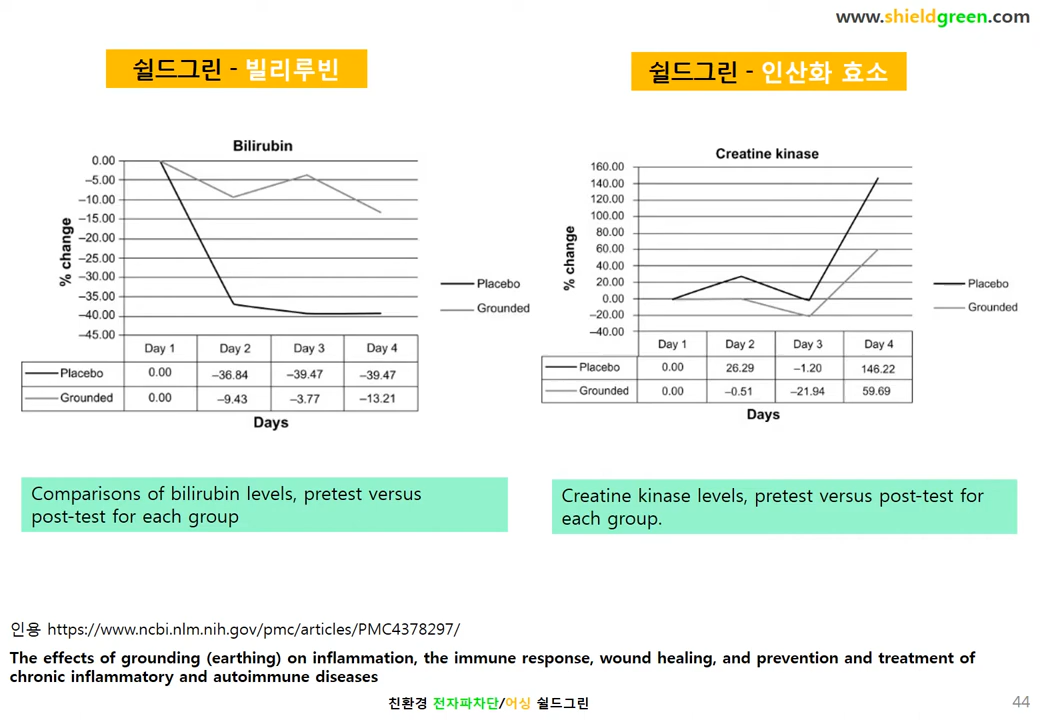 www.shieldgreen.com
쉴드그린 - 빌리루빈
쉴드그린 - 인산화 효소
Bilirubin
% change
0.00
–5.00
–10.00
–15.00
–20.00
–25.00
–30.00
–35.00
–40.00
–45.00
Placebo
Grounded
Day 1 Day 2 Day 3 Day 4
Placebo 0.00 –36.84 –39.47 –39.47
Grounded 0.00 –9.43 –3.77 –13.21
Days
Creatine kinase
% change
160.00
140.00
120.00
100.00
80.00
60.00
40.00
20.00
0.00
–20.00
–40.00
Placebo
Grounded
Day 1 Day 2 Day 3 Day 4
Placebo 0.00 26.29 –1.20 146.22
Grounded 0.00 –0.51 –21.94 59.69
Days
Comparisons of bilirubin levels, pretest versus
post-test for each group
Creatine kinase levels, pretest versus post-test for
each group.
인용 https://www.ncbi.nlm.nih.gov/pmc/articles/PMC4378297/
The effects of grounding (earthing) on inflammation, the immune response, wound healing, and prevention and treatment of
chronic inflammatory and autoimmune diseases
친환경 전자파차단/어싱 쉴드그린
44